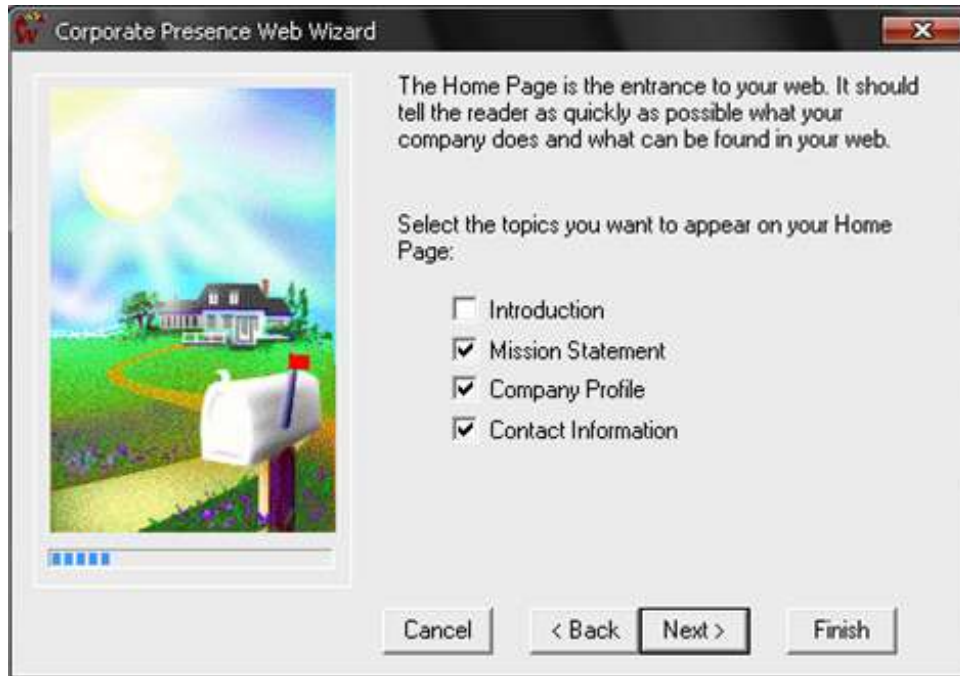 Corporate Presence Web Wizard
The Home Page is the entrance to your web. It should
tell the reader as quickly as possible what your
company does and what can be found in your web.
Select the topics you want to appear on your Home
Page:
Introduction
Mission Statement
Company Profile
Contact Information
Cancel < Back Next > Finish